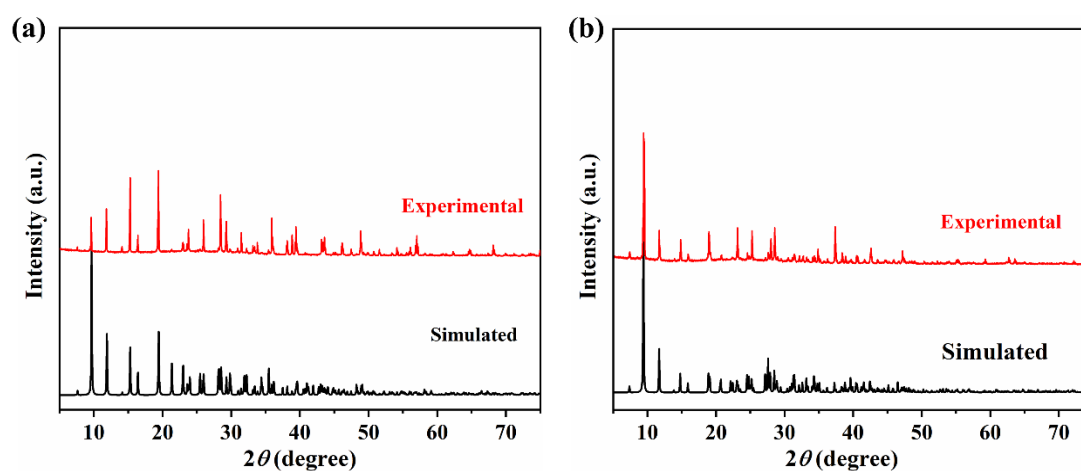 (a)
Intensity (a.u.)
Experimental
Simulated
10 20 30 40 50 60 70
2θ (degree)
(b)
Intensity (a.u.)
Experimental
Simulated
10 20 30 40 50 60 70
2θ (degree)